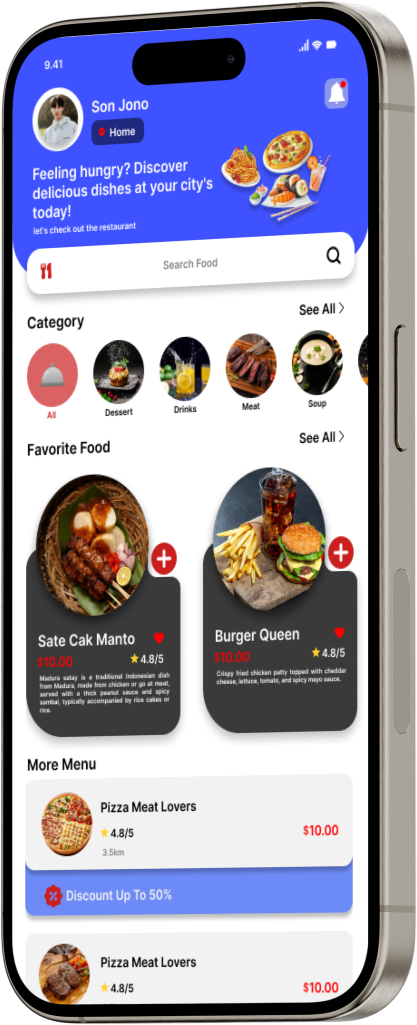 9.41
Son Jono
Home
Feeling hungry? Discover
delicious dishes at your city's
today!
let's check out the restaurant
Search Food
Category
See All >
All
Dessert
Drinks
Meat
Soup
Favorite Food
See All >
Sate Cak Manto
$10.00
4.8/5
Madura satay is a traditional Indonesian dish
from Madura, made from chicken or go at meat,
served with a thick peanut sauce and spicy
sambal, typically accompanied by rice cakes or
rice.
Burger Queen
$10.00
4.8/5
Crispy fried chicken patty topped with cheddar
cheese, lettuce, tomato, and spicy mayo sauce.
More Menu
Pizza Meat Lovers
4.8/5
$10.00
3.5km
Discount Up To 50%
Pizza Meat Lovers
4.8/5
$10.00